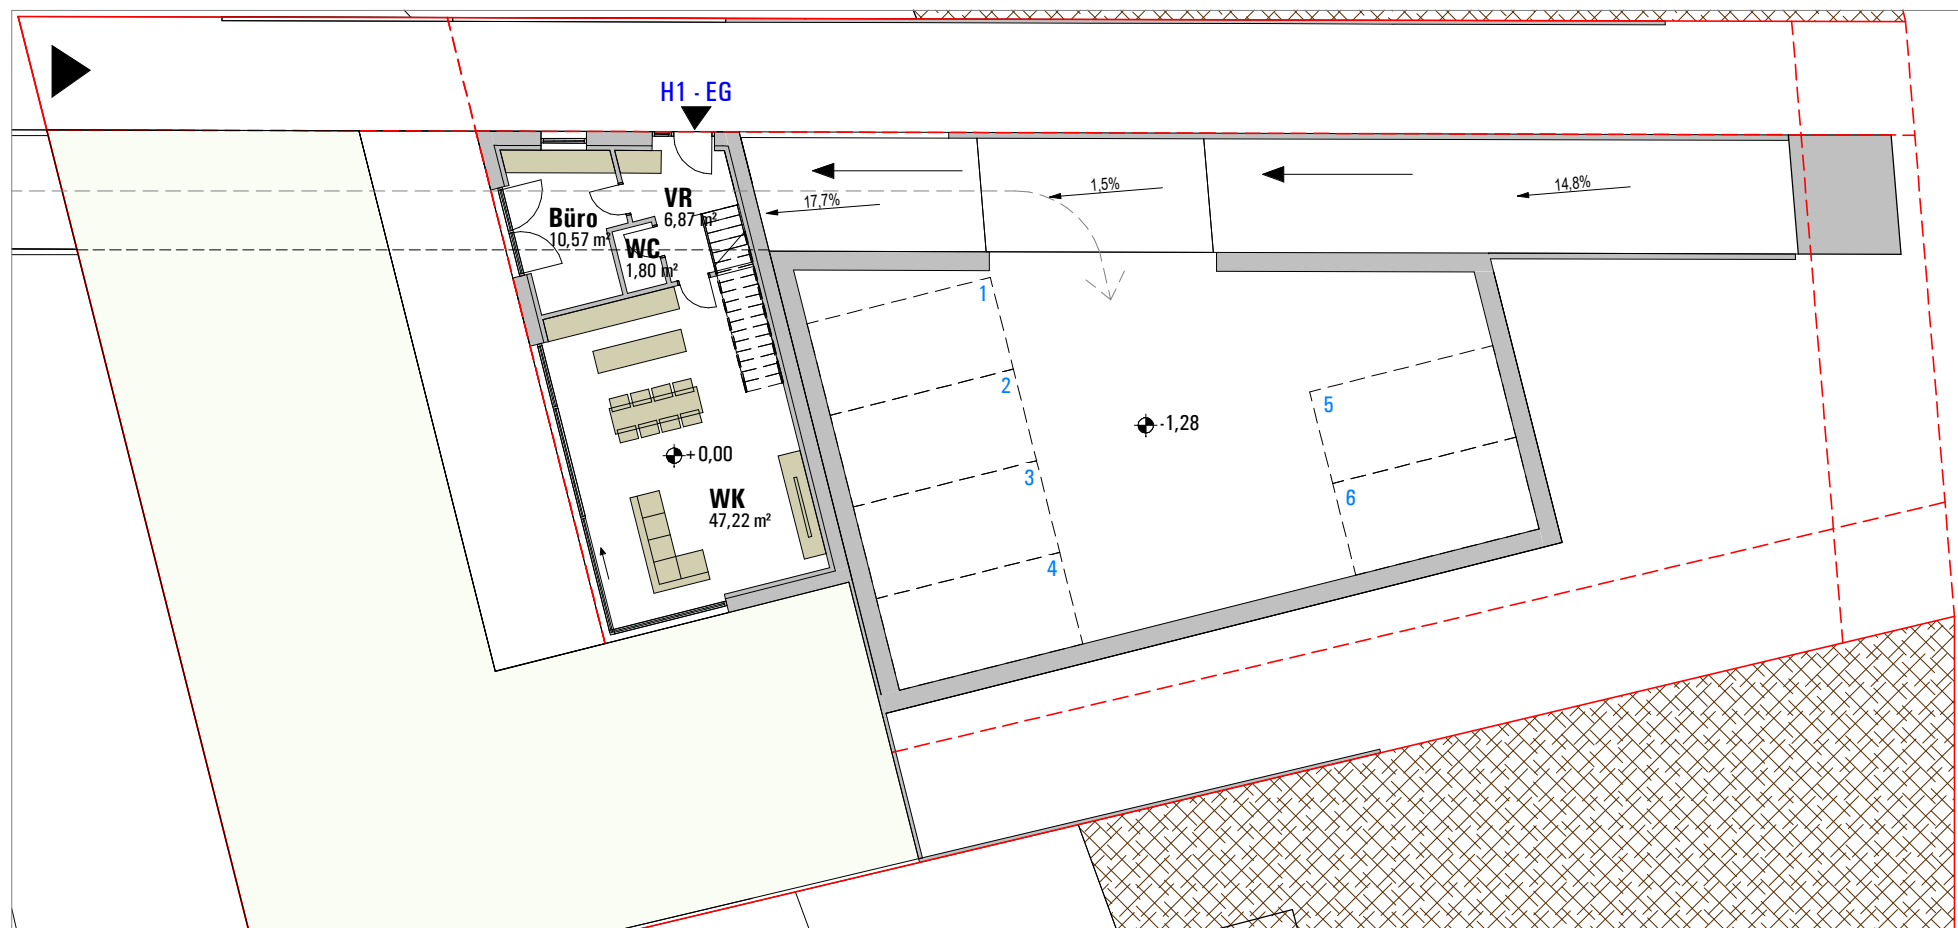 H1 - EG
1,5%
14,8%
17,7%
VR
6,87 m²
Büro
10,57 m²
WC
1,80 m²
1
2
3
4
5
6
-1,28
+0,00
WK
47,22 m²